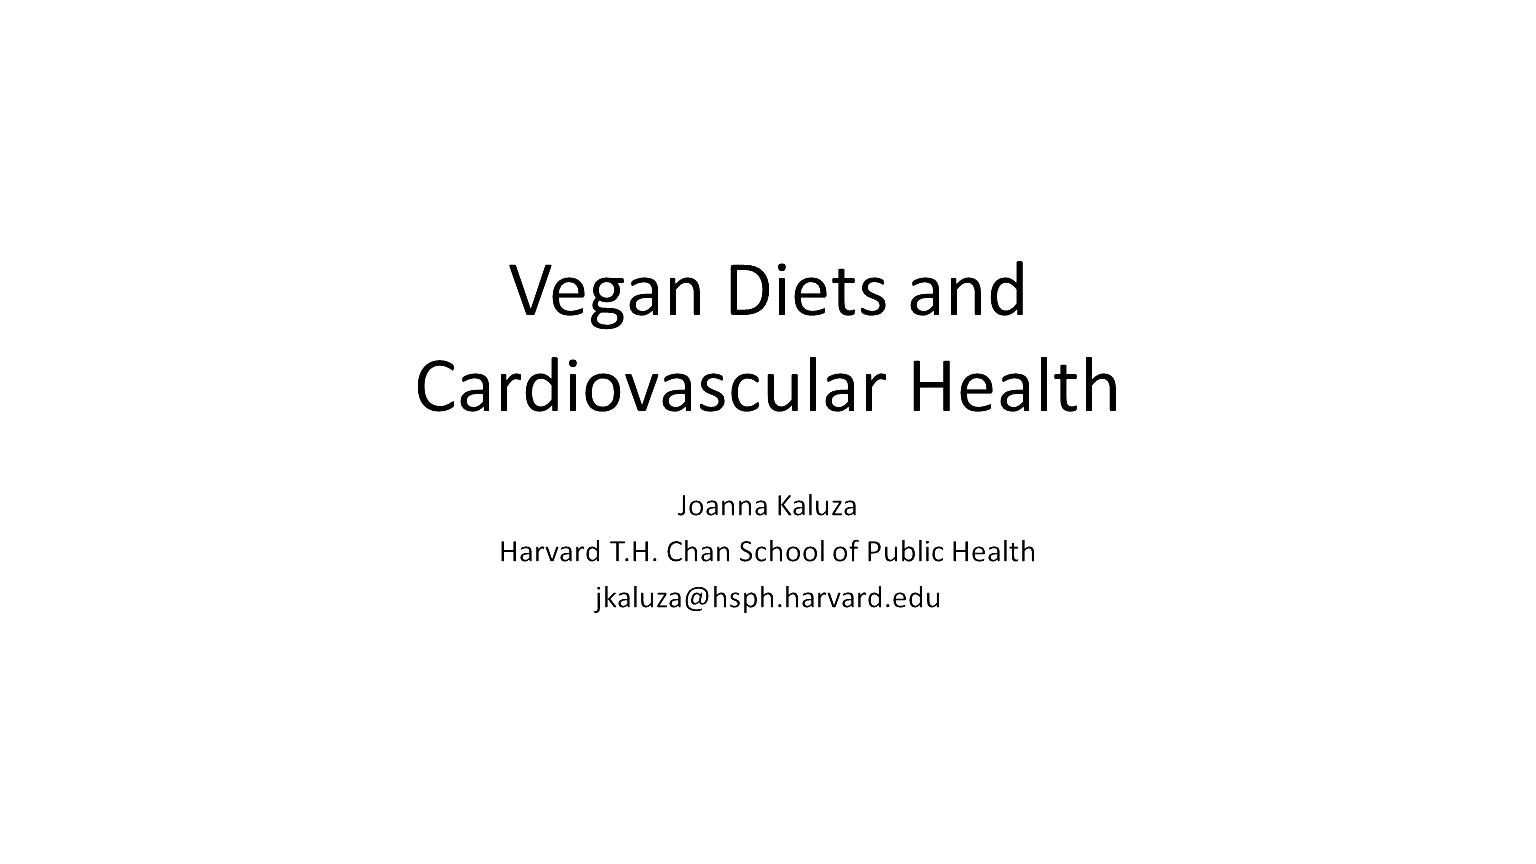 Vegan Diets and
Cardiovascular Health
Joanna Kaluza
Harvard T.H. Chan School of Public Health
jkaluza@hsph.harvard.edu